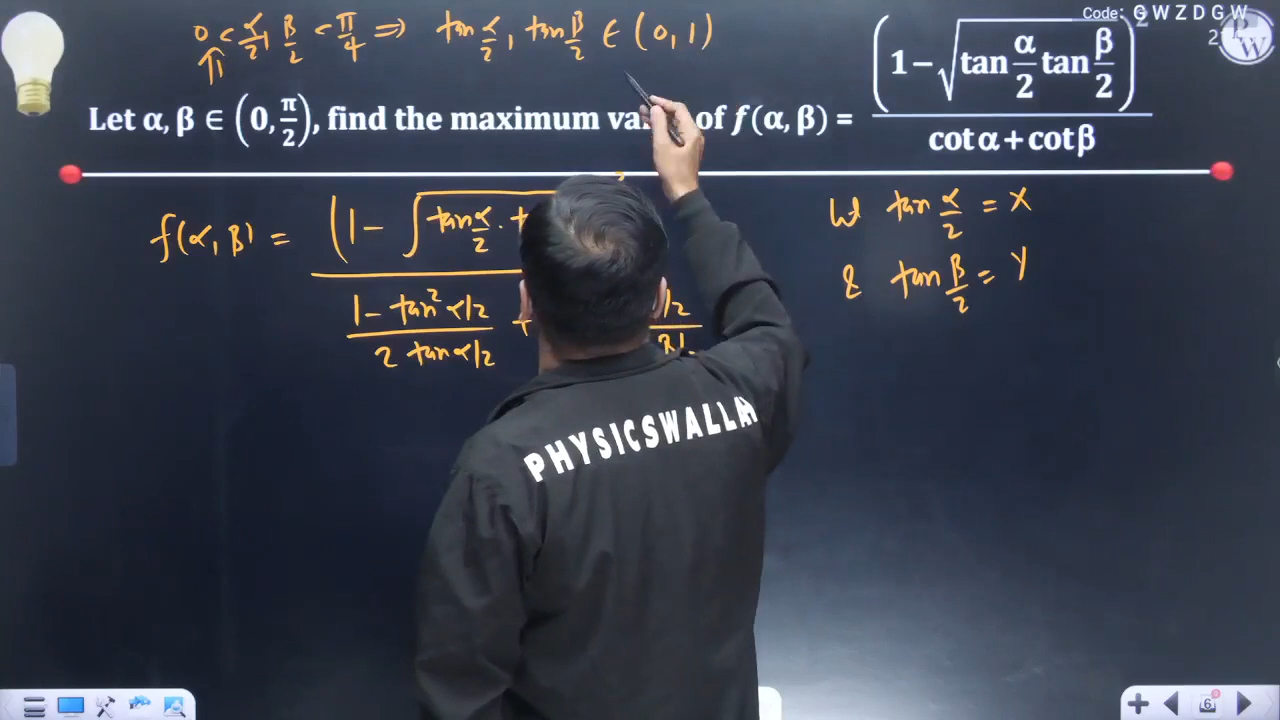 Code: G W Z D G W
0 < α/2, β/2 < π/4 ⇒ tan α/2, tan β/2 ∈ (0, 1)
Let α, β ∈ (0, π/2), find the maximum of f(α, β) = (1 − √(tan α/2 tan β/2))² / (cot α + cot β)
f(α, β) = (1 − √(tan α/2 ·
1 − tan² α/2 / 2 tan α/2 +
Let tan α/2 = x
& tan β/2 = y
PHYSICSWALLAH
6